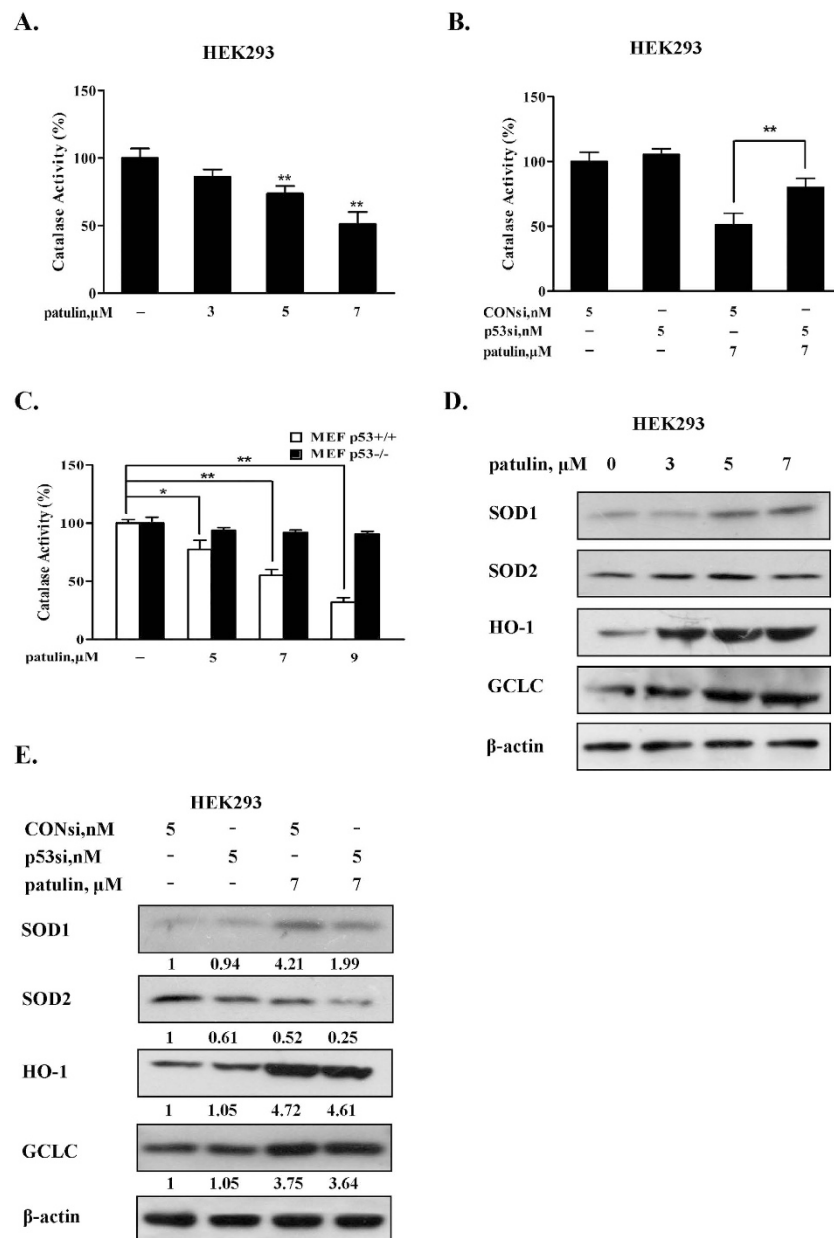 A.
HEK293
Catalase Activity (%)
150
100
50
0
**
**
patulin,μM – 3 5 7
B.
HEK293
Catalase Activity (%)
150
100
50
0
**
CONsi,nM 5 – 5 –
p53si,nM – 5 – 5
patulin,μM – – 7 7
C.
MEF p53+/+
MEF p53-/-
Catalase Activity (%)
150
100
50
0
**
**
*
patulin,μM – 5 7 9
D.
HEK293
patulin, μM 0 3 5 7
SOD1
SOD2
HO-1
GCLC
β-actin
E.
HEK293
CONsi,nM 5 - 5 -
p53si,nM - 5 - 5
patulin, μM - - 7 7
SOD1
1 0.94 4.21 1.99
SOD2
1 0.61 0.52 0.25
HO-1
1 1.05 4.72 4.61
GCLC
1 1.05 3.75 3.64
β-actin